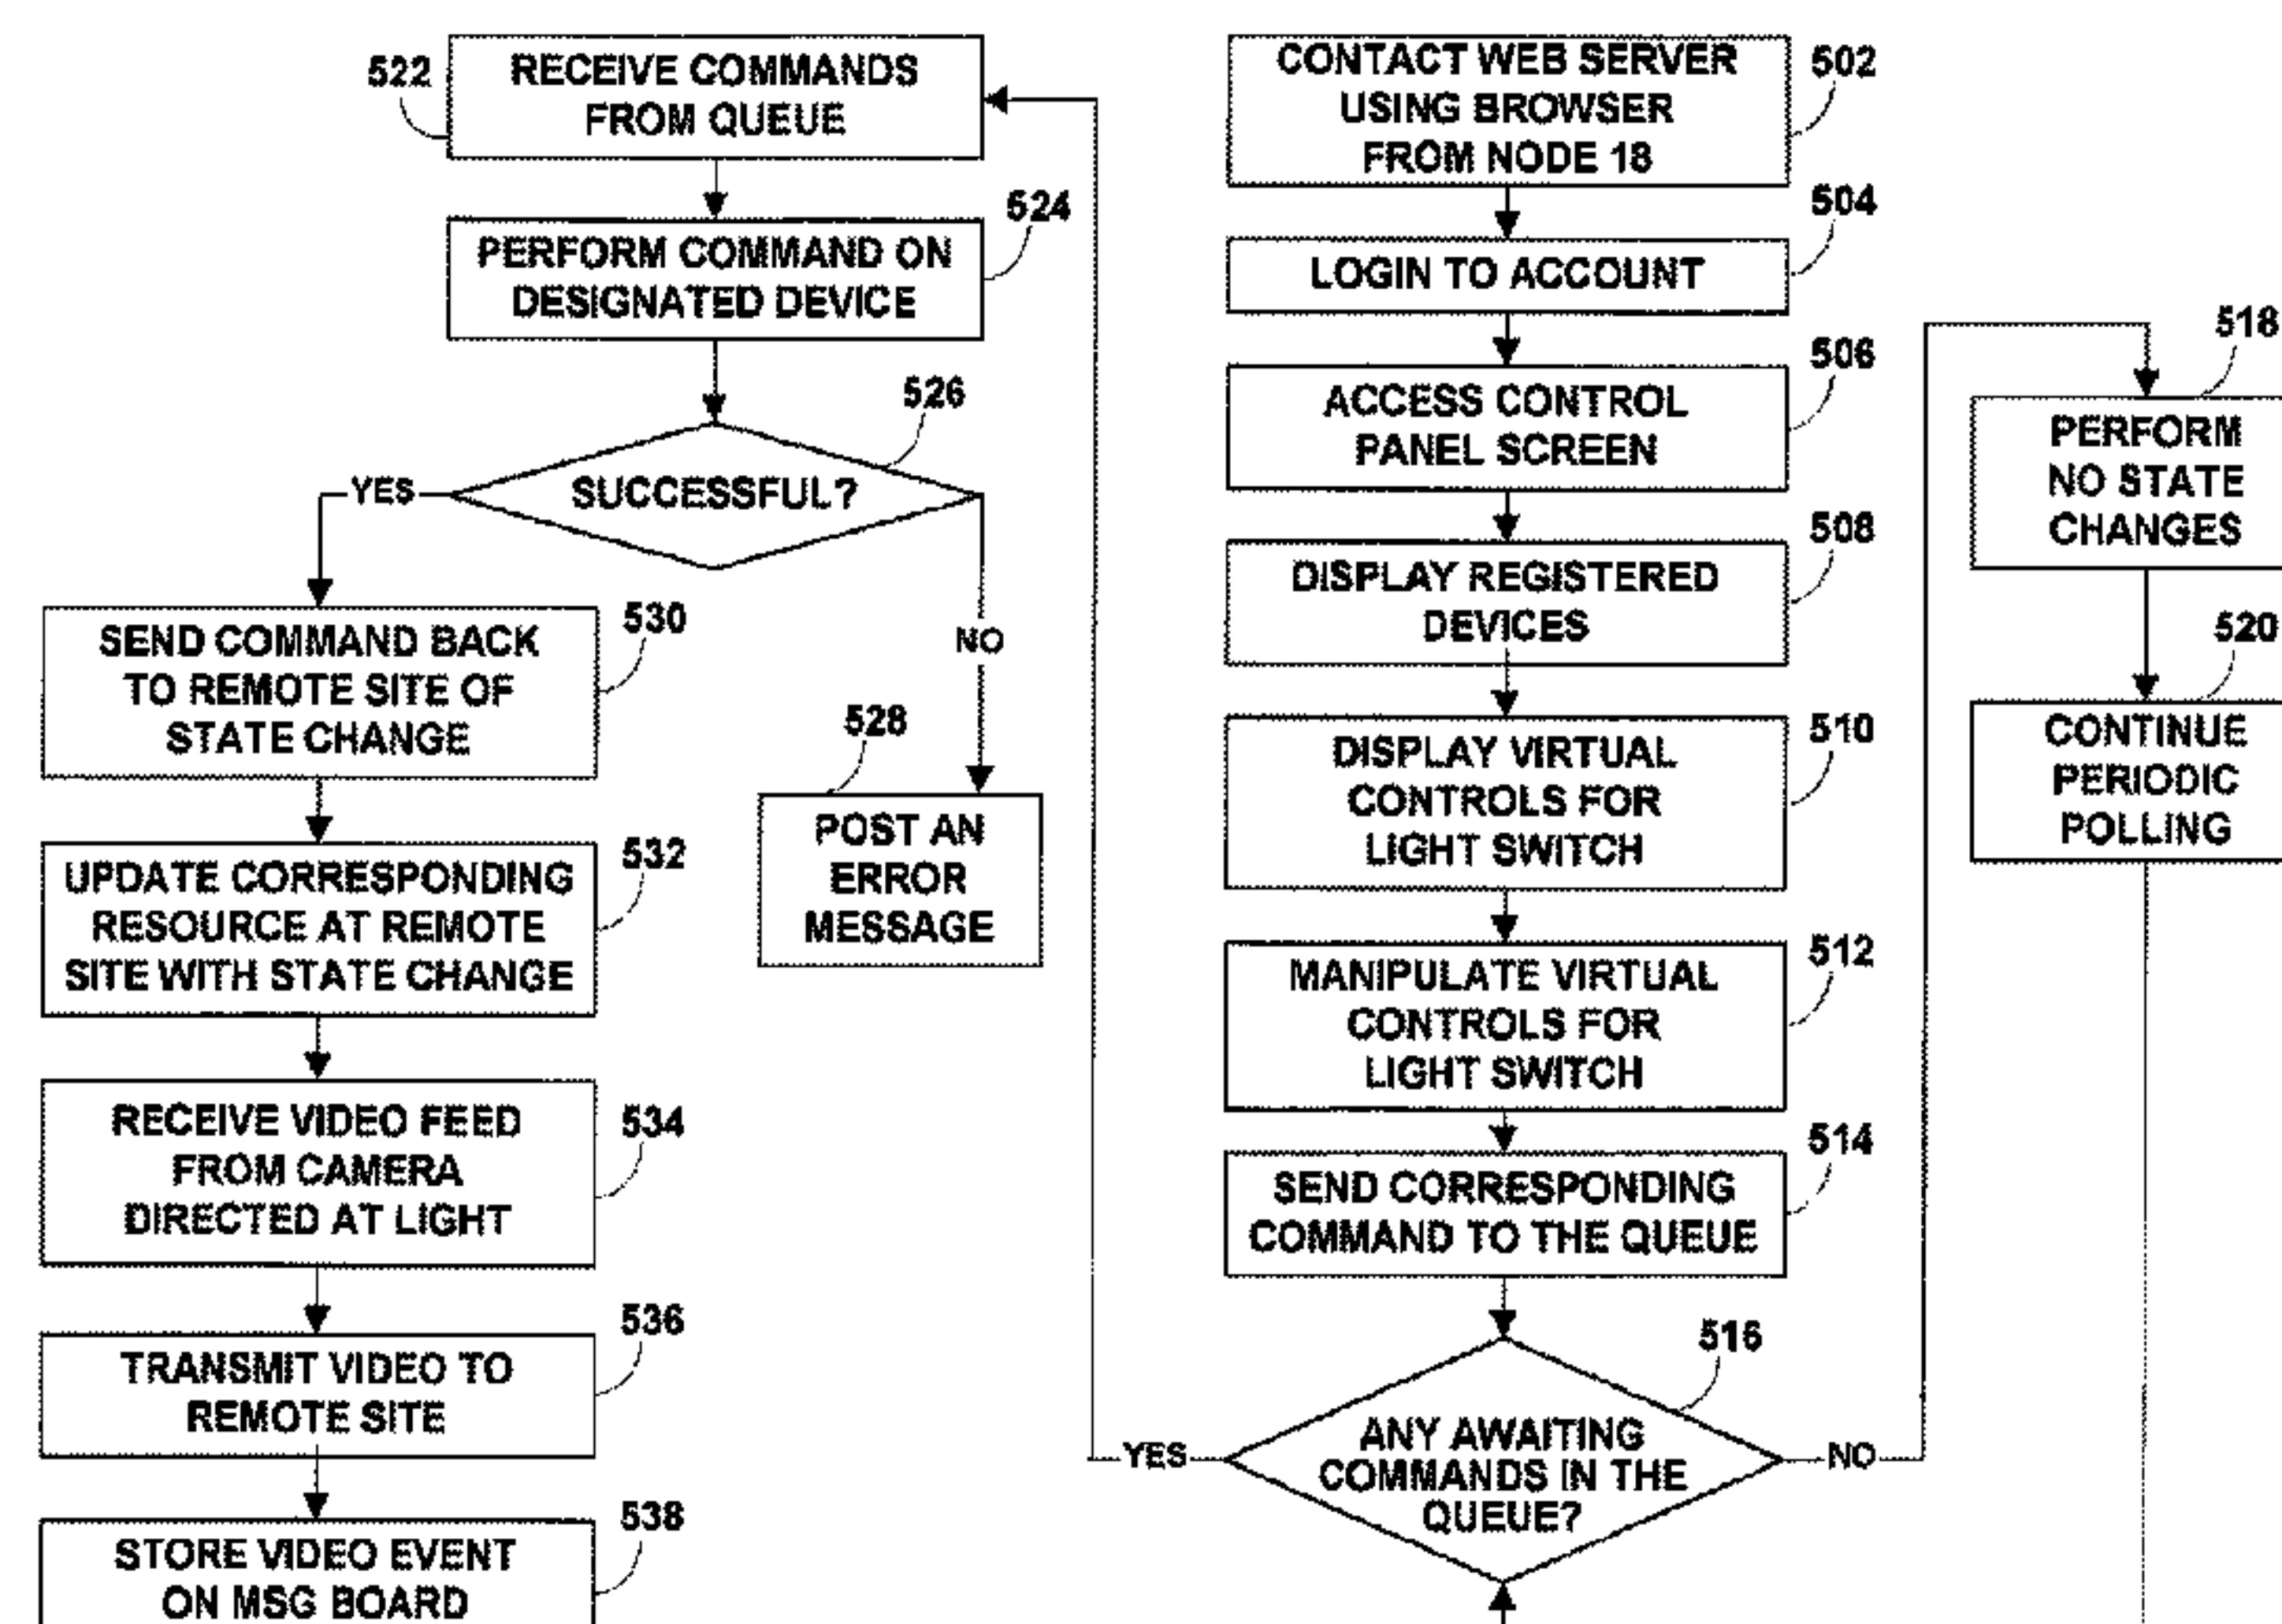 522
RECEIVE COMMANDS
FROM QUEUE
524
PERFORM COMMAND ON
DESIGNATED DEVICE
526
SUCCESSFUL?
YES
NO
530
SEND COMMAND BACK
TO REMOTE SITE OF
STATE CHANGE
528
POST AN
ERROR
MESSAGE
532
UPDATE CORRESPONDING
RESOURCE AT REMOTE
SITE WITH STATE CHANGE
534
RECEIVE VIDEO FEED
FROM CAMERA
DIRECTED AT LIGHT
536
TRANSMIT VIDEO TO
REMOTE SITE
538
STORE VIDEO EVENT
ON MSG BOARD
502
CONTACT WEB SERVER
USING BROWSER
FROM NODE 18
504
LOGIN TO ACCOUNT
506
ACCESS CONTROL
PANEL SCREEN
508
DISPLAY REGISTERED
DEVICES
510
DISPLAY VIRTUAL
CONTROLS FOR
LIGHT SWITCH
512
MANIPULATE VIRTUAL
CONTROLS FOR
LIGHT SWITCH
514
SEND CORRESPONDING
COMMAND TO THE QUEUE
516
ANY AWAITING
COMMANDS IN THE
QUEUE?
YES
NO
518
PERFORM
NO STATE
CHANGES
520
CONTINUE
PERIODIC
POLLING